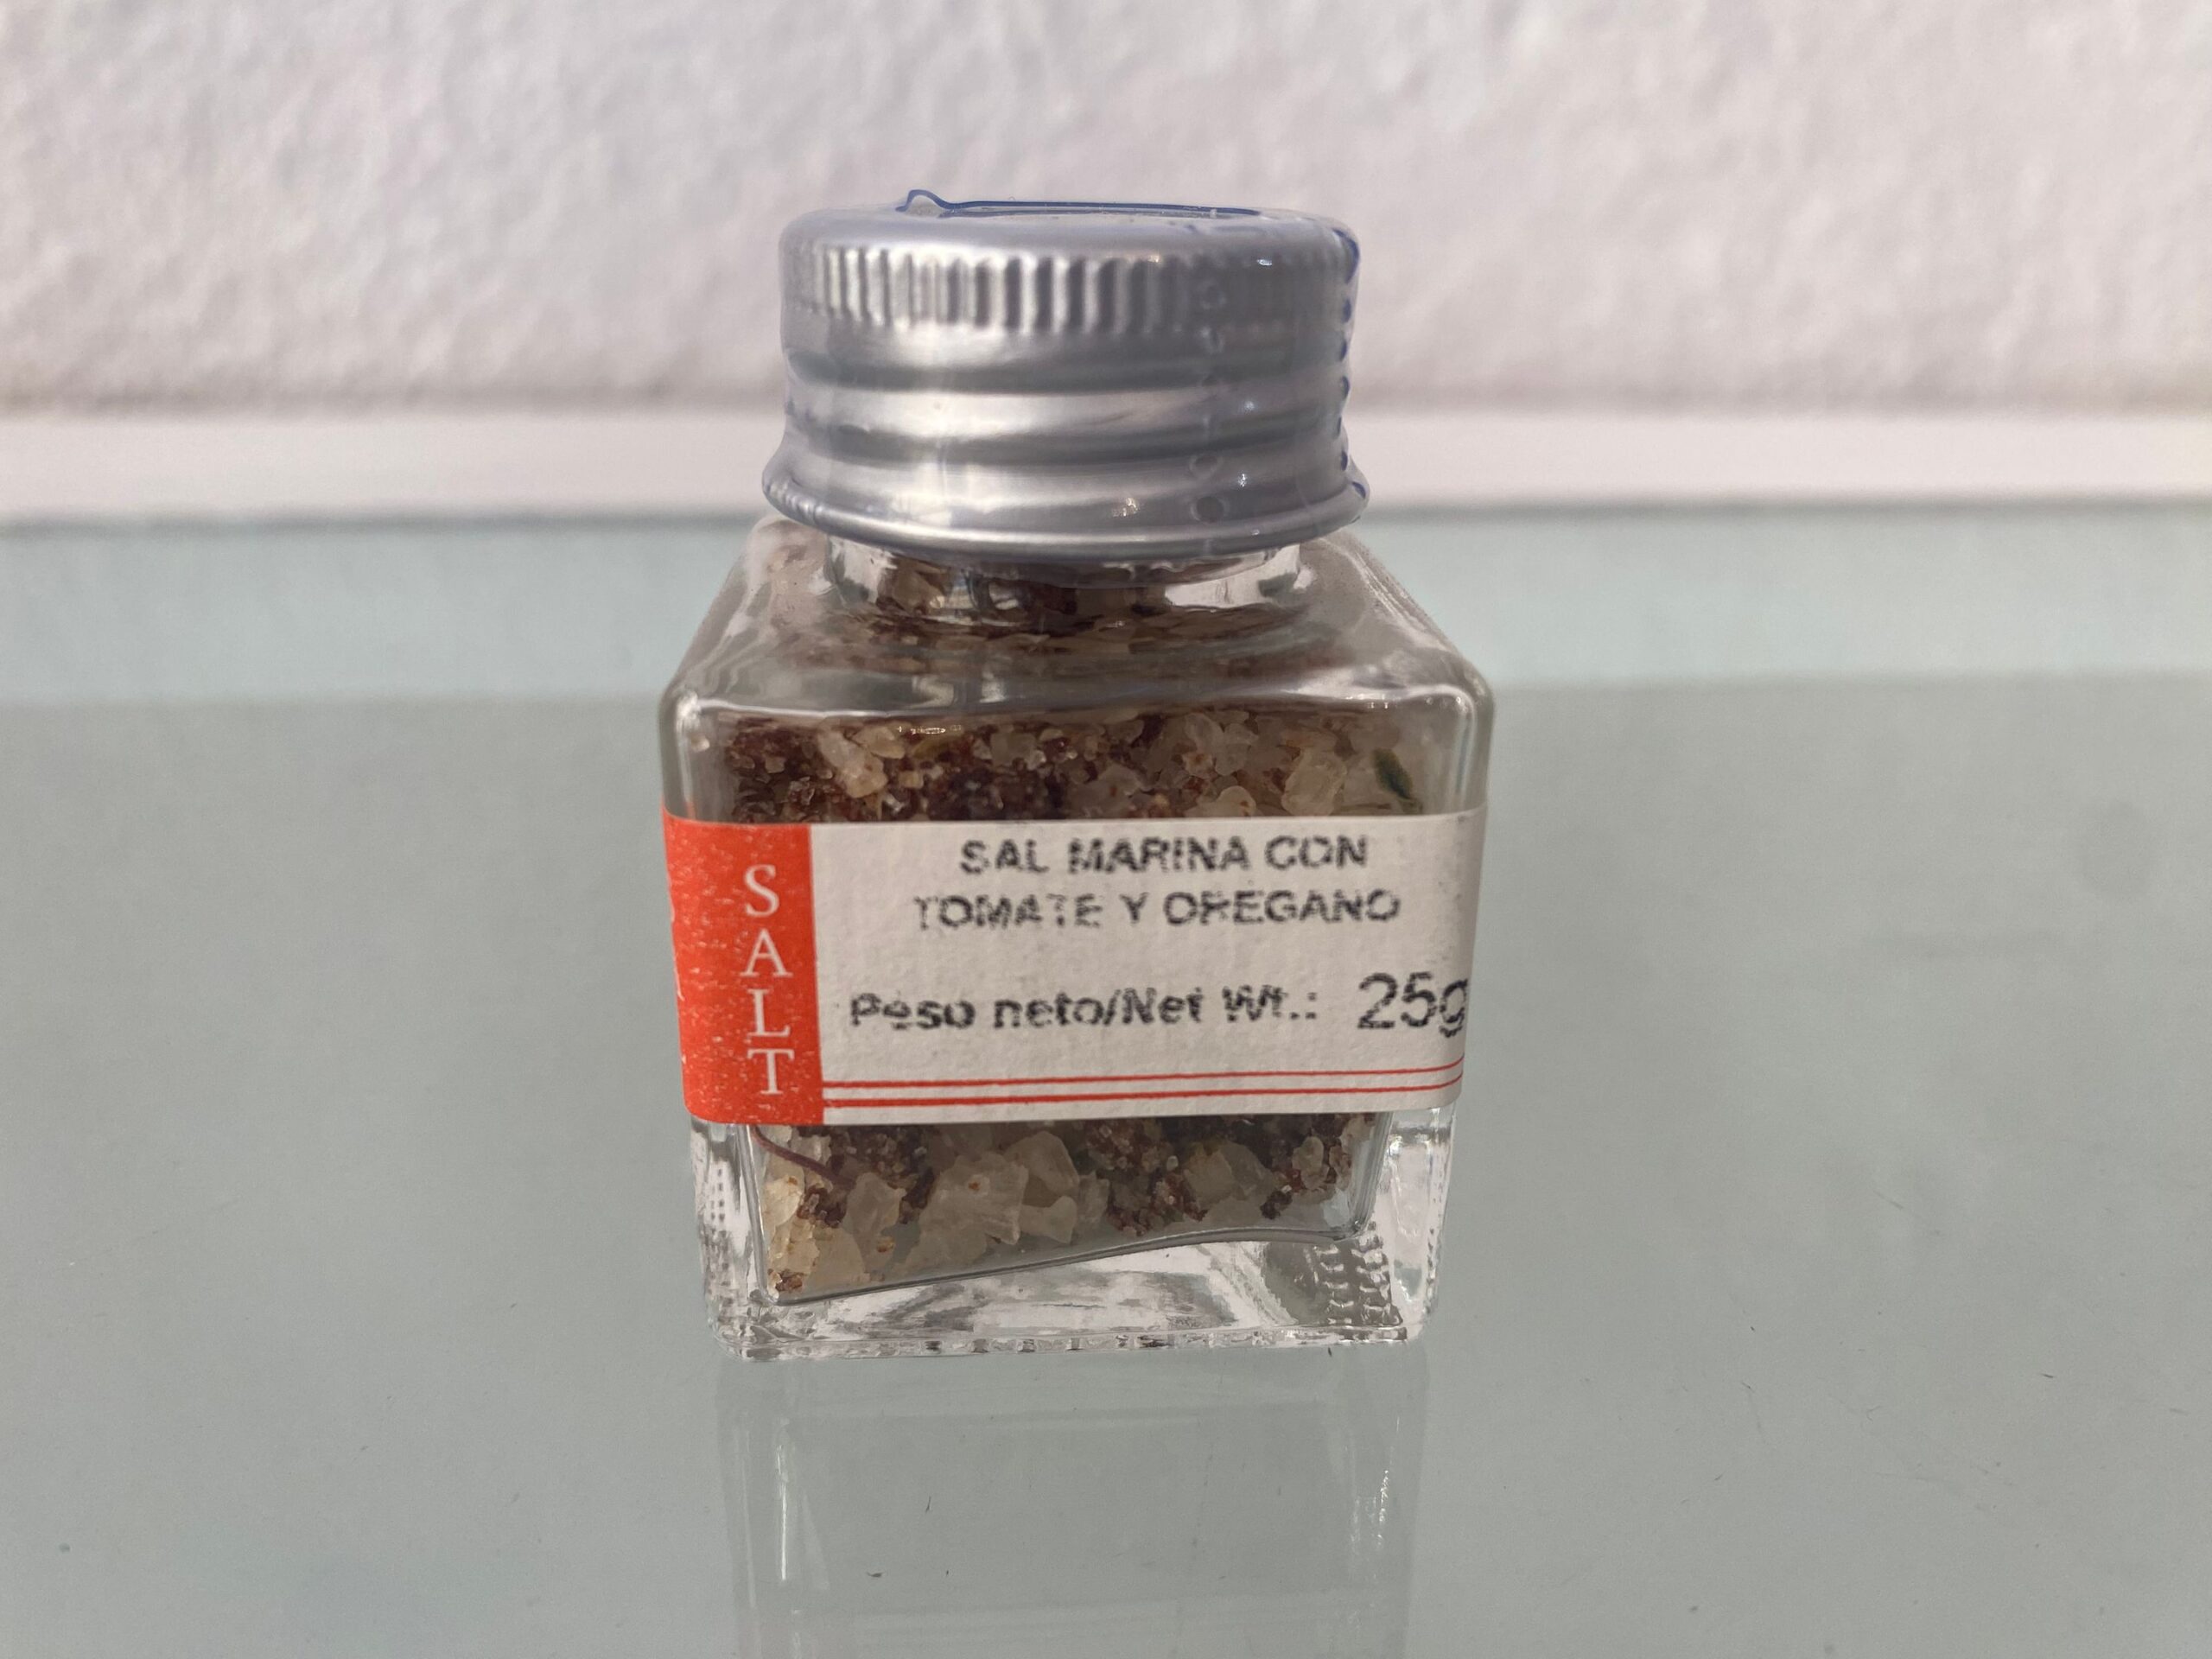 SALT
SAL MARINA CON
TOMATE Y OREGANO
Peso neto/Net Wt.: 25g